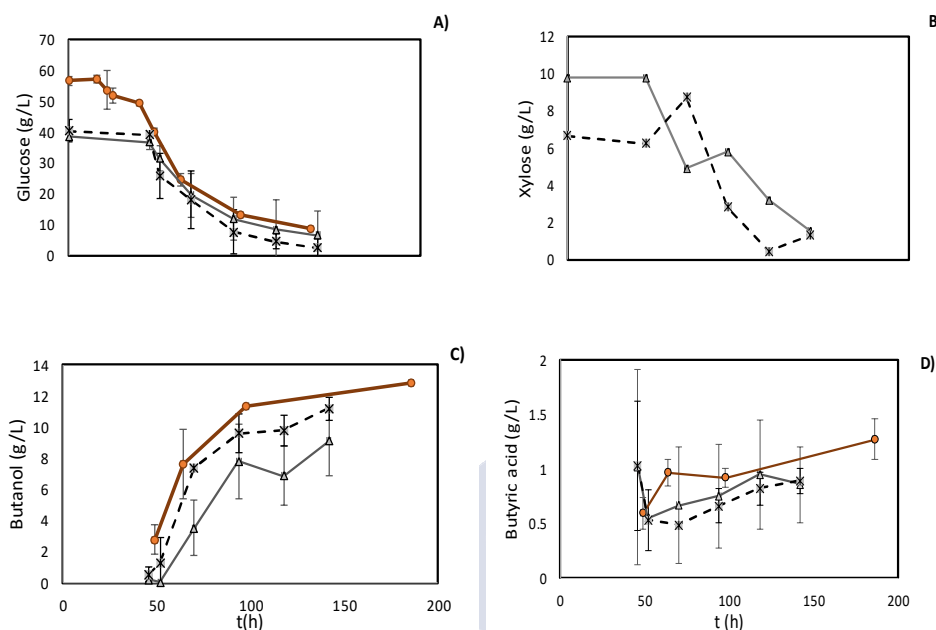 A)
70
60
50
40
30
20
10
0
Glucose (g/L)
B
12
10
8
6
4
2
0
Xylose (g/L)
C)
14
12
10
8
6
4
2
0
Butanol (g/L)
0 50 100 150 200
t(h)
D)
2
1.5
1
0.5
0
Butyric acid (g/L)
0 50 100 150 200
t (h)